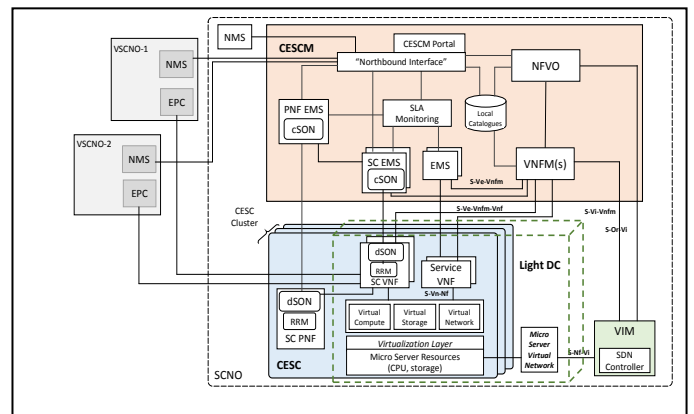 VSCNO-1
NMS
EPC
VSCNO-2
NMS
EPC
NMS
CESCM
CESCM Portal
"Northbound Interface"
NFVO
PNF EMS
cSON
SLA
Monitoring
Local
Catalogues
SC EMS
cSON
EMS
VNFM(s)
S-Ve-Vnfm
S-Ve-Vnfm-Vnf
S-Vi-Vnfm
S-Or-Vi
CESC
Cluster
dSON
RRM
SC VNF
Service
VNF
Light DC
S-Vn-Nf
dSON
RRM
SC PNF
Virtual
Compute
Virtual
Storage
Virtual
Network
Virtualization Layer
Micro Server Resources
(CPU, storage)
Micro
Server
Virtual
Network
S-Nf-Vi
VIM
SDN
Controller
CESC
SCNO